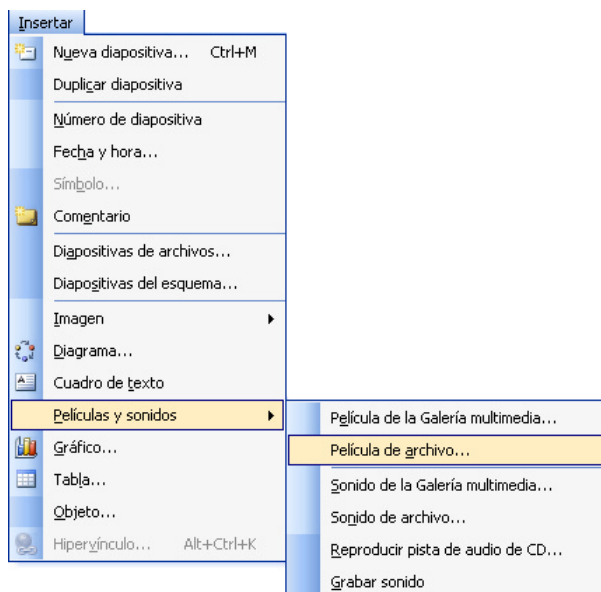 Insertar
Nueva diapositiva... Ctrl+M
Duplicar diapositiva
Número de diapositiva
Fecha y hora...
Símbolo...
Comentario
Diapositivas de archivos...
Diapositivas del esquema...
Imagen
Diagrama...
Cuadro de texto
Películas y sonidos
Gráfico...
Tabla...
Objeto...
Hipervínculo... Alt+Ctrl+K
Película de la Galería multimedia...
Película de archivo...
Sonido de la Galería multimedia...
Sonido de archivo...
Reproducir pista de audio de CD...
Grabar sonido